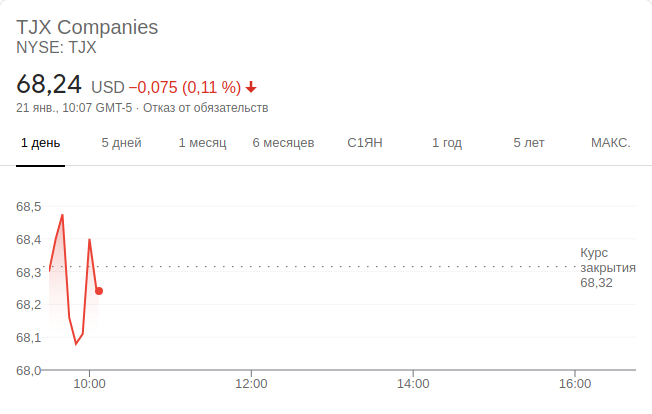 TJX Companies
NYSE: TJX
68,24 USD −0,075 (0,11 %)
21 янв., 10:07 GMT-5 · Отказ от обязательств
1 день 5 дней 1 месяц 6 месяцев С1ЯН 1 год 5 лет МАКС.
68,5
68,4
68,3
68,2
68,1
68,0
Курс
закрытия
68,32
10:00 12:00 14:00 16:00